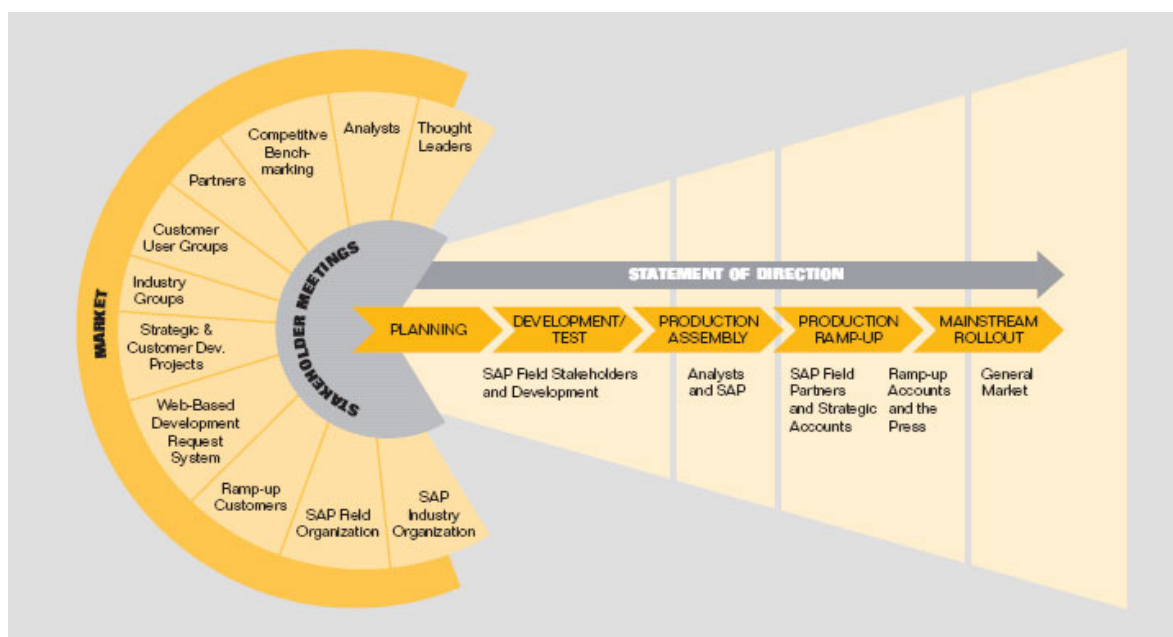 MARKET
Thought
Leaders
Analysts
Competitive
Bench-
marking
Partners
Customer
User Groups
Industry
Groups
Strategic &
Customer Dev.
Projects
Web-Based
Development
Request
System
Ramp-up
Customers
SAP Field
Organization
SAP
Industry
Organization
STAKEHOLDER MEETINGS
STATEMENT OF DIRECTION
PLANNING
DEVELOPMENT/
TEST
PRODUCTION
ASSEMBLY
PRODUCTION
RAMP-UP
MAINSTREAM
ROLLOUT
SAP Field Stakeholders
and Development
Analysts
and SAP
SAP Field
Partners
and Strategic
Accounts
Ramp-up
Accounts
and the
Press
General
Market